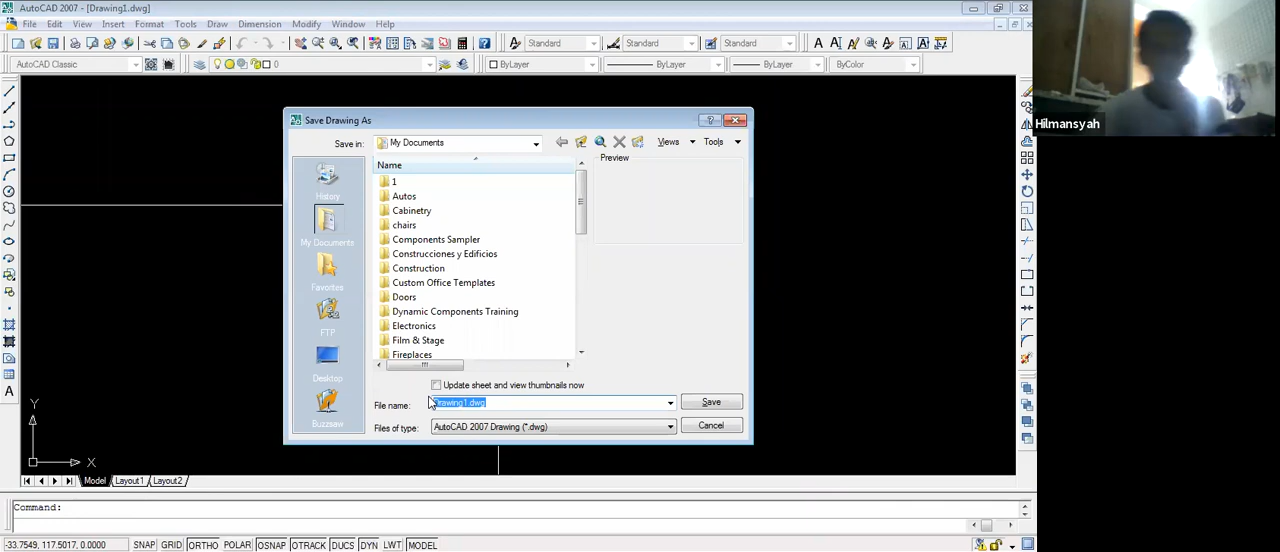 AutoCAD 2007 - [Drawing1.dwg]
File Edit View Insert Format Tools Draw Dimension Modify Window Help
Standard Standard Standard
AutoCAD Classic 0 ByLayer ByLayer ByLayer ByColor
Hilmansyah
Save Drawing As
Save in: My Documents Views Tools
Name
Preview
1
Autos
Cabinetry
chairs
Components Sampler
Construcciones y Edificios
Construction
Custom Office Templates
Doors
Dynamic Components Training
Electronics
Film & Stage
Fireplaces
History
My Documents
Favorites
FTP
Desktop
Buzzsaw
Update sheet and view thumbnails now
File name: Drawing1.dwg Save
Files of type: AutoCAD 2007 Drawing (*.dwg) Cancel
Y
X
Model Layout1 Layout2
Command:
-33.7549, 117.5017, 0.0000 SNAP GRID ORTHO POLAR OSNAP OTRACK DUCS DYN LWT MODEL